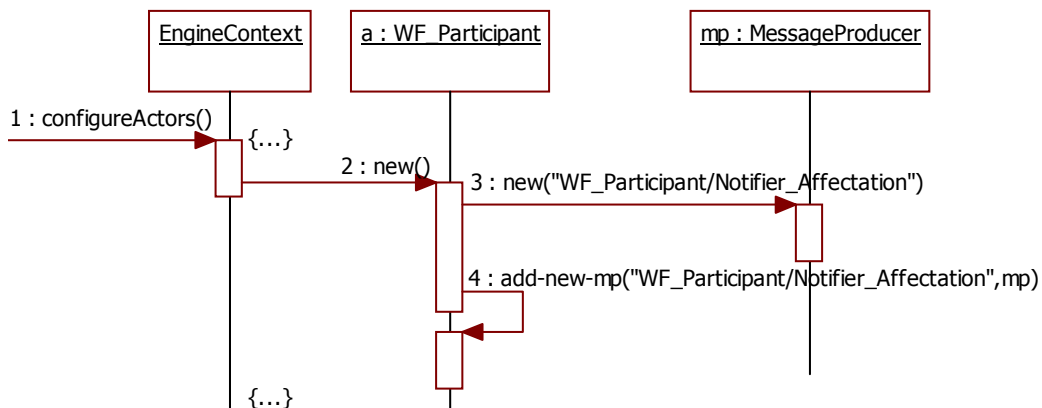 EngineContext
a : WF_Participant
mp : MessageProducer
1 : configureActors()
{...}
2 : new()
3 : new("WF_Participant/Notifier_Affectation")
4 : add-new-mp("WF_Participant/Notifier_Affectation",mp)
{...}